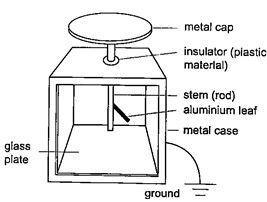 metal cap
insulator (plastic
material)
stem (rod)
aluminium leaf
metal case
glass
plate
ground